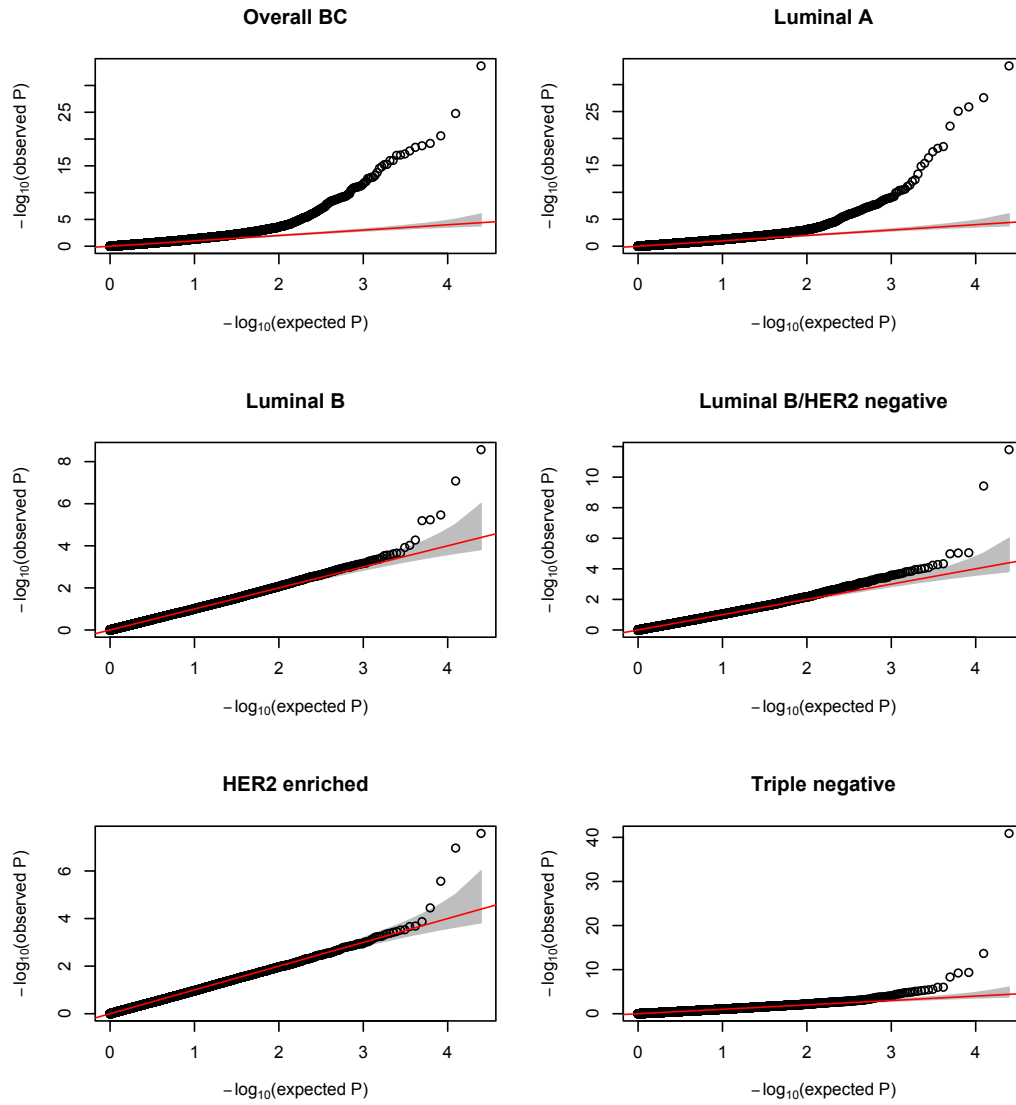 Overall BC
−log10(observed P)
25
15
5
0
0 1 2 3 4
−log10(expected P)
Luminal A
−log10(observed P)
25
15
5
0
0 1 2 3 4
−log10(expected P)
Luminal B
−log10(observed P)
8
6
4
2
0
0 1 2 3 4
−log10(expected P)
Luminal B/HER2 negative
−log10(observed P)
10
8
6
4
2
0
0 1 2 3 4
−log10(expected P)
HER2 enriched
−log10(observed P)
6
4
2
0
0 1 2 3 4
−log10(expected P)
Triple negative
−log10(observed P)
40
30
20
10
0
0 1 2 3 4
−log10(expected P)